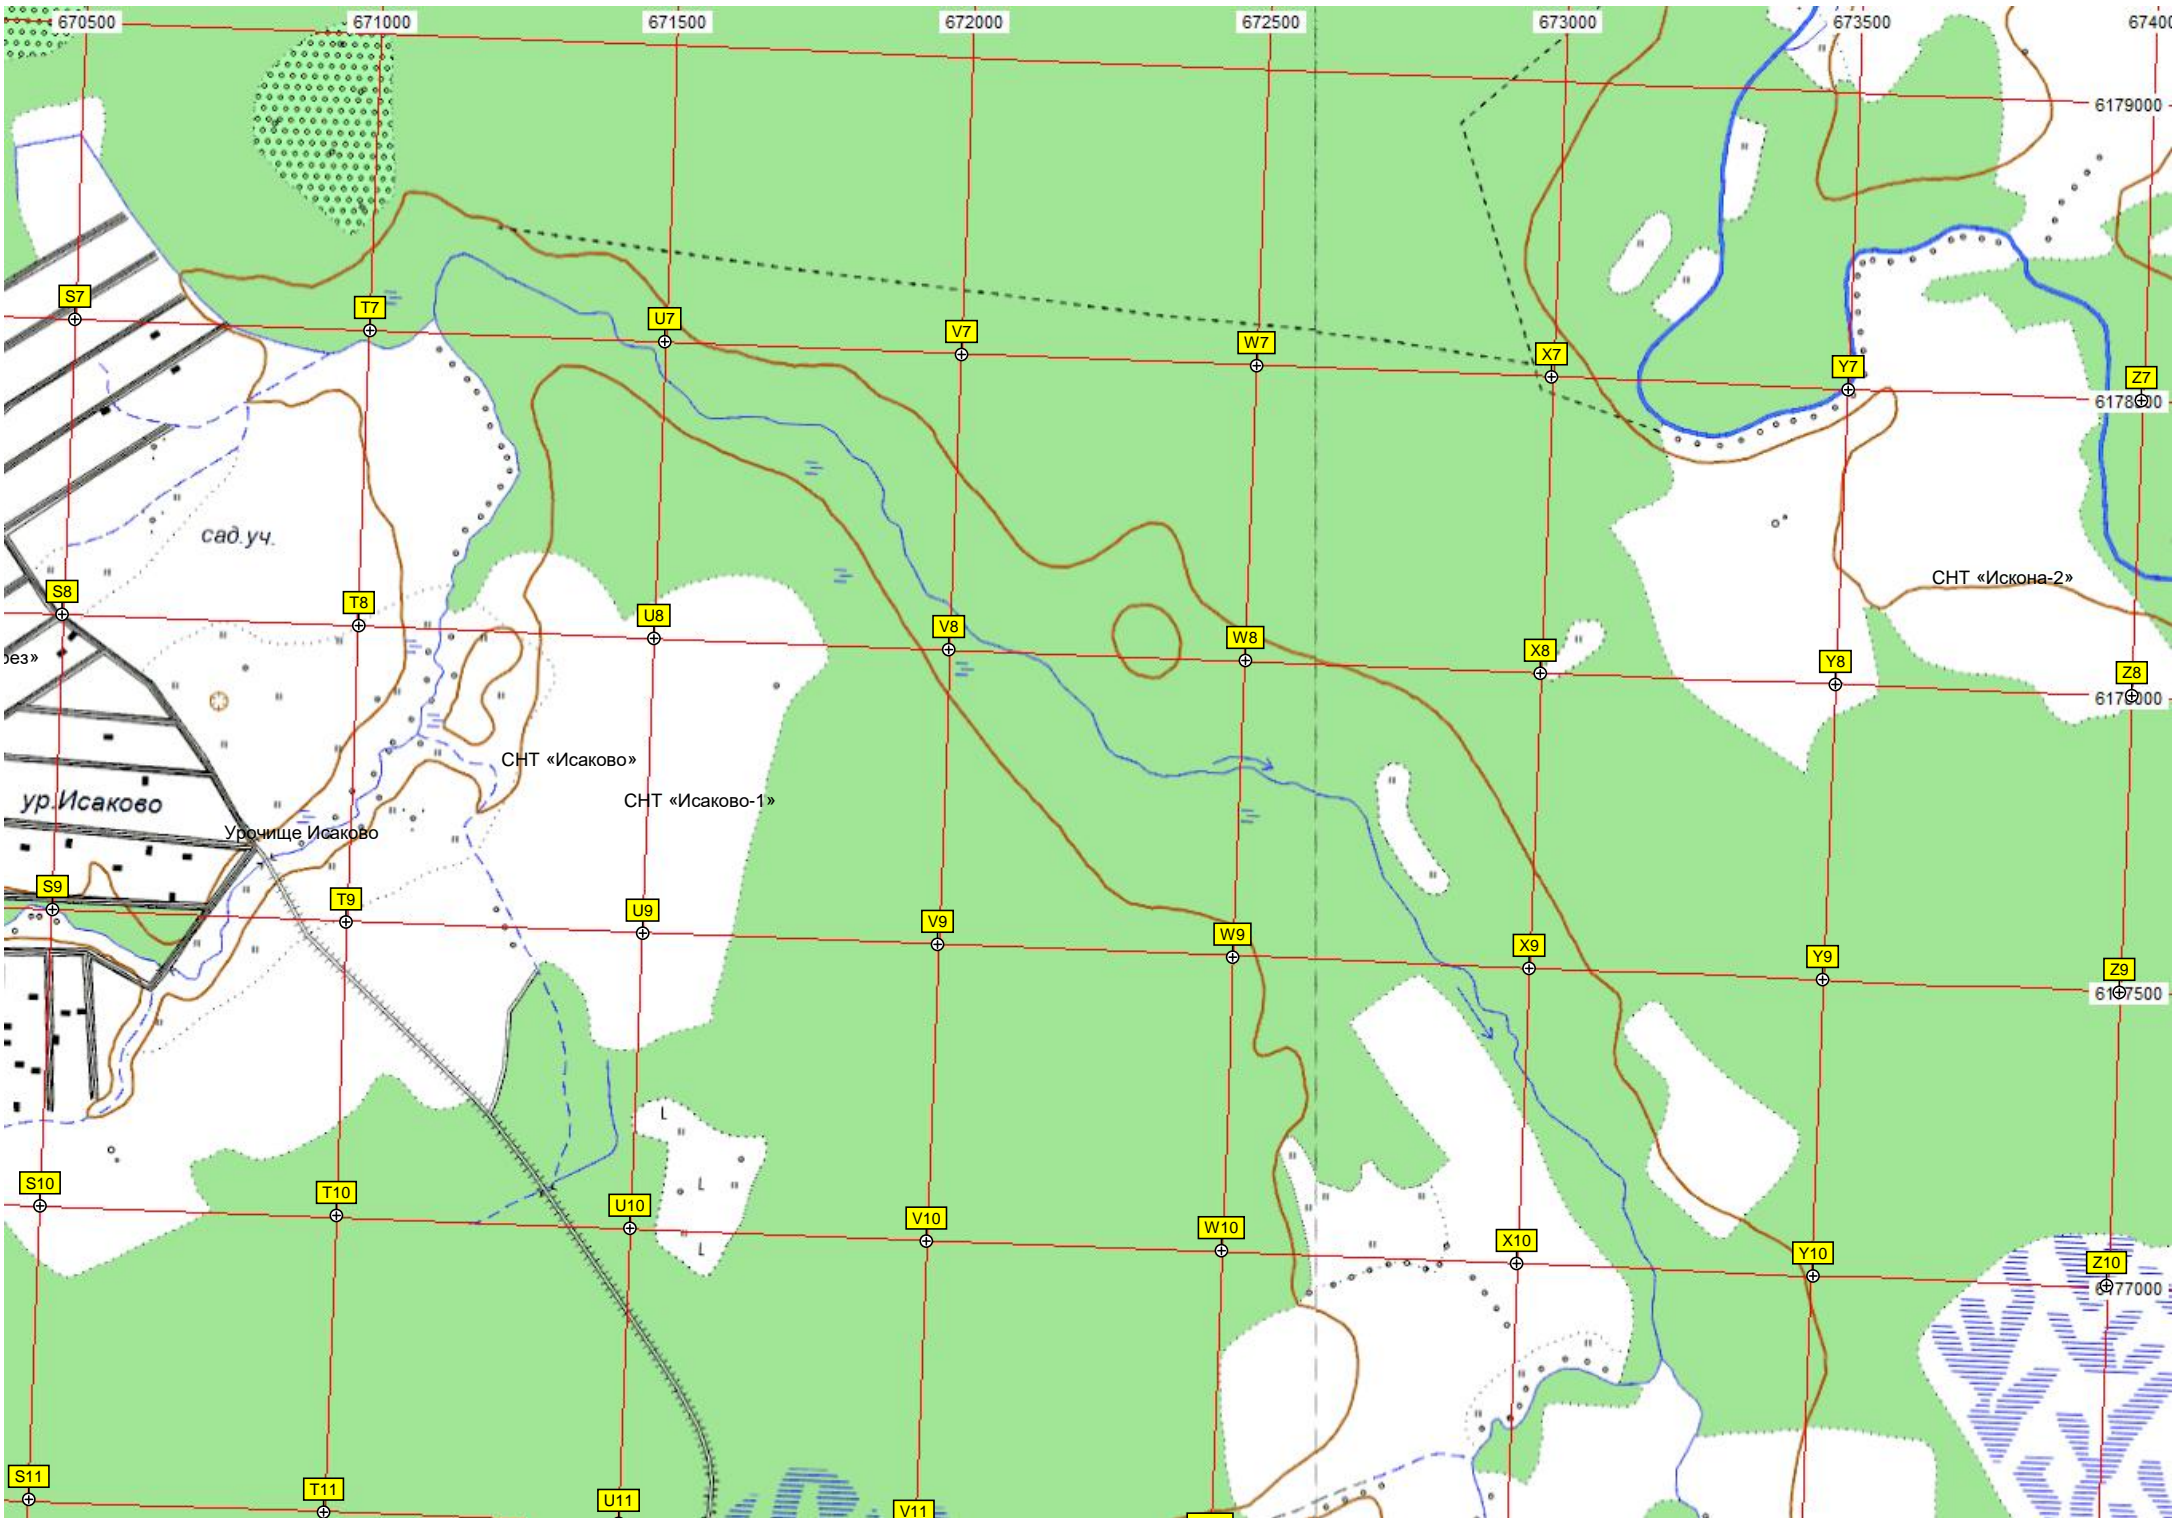 670500 671000 671500 672000 672500 673000 673500
6179000
S7 T7 U7 V7 W7 X7 Y7 Z7
сад.уч.
СНТ «Искона-2»
S8 T8 U8 V8 W8 X8 Y8 Z8
рез»
СНТ «Исаково»
СНТ «Исаково-1»
ур.Исаково
Урочище Исаково
S9 T9 U9 V9 W9 X9 Y9 Z9
L
L
L
S10 T10 U10 V10 W10 X10 Y10 Z10
S11 T11 U11 V11